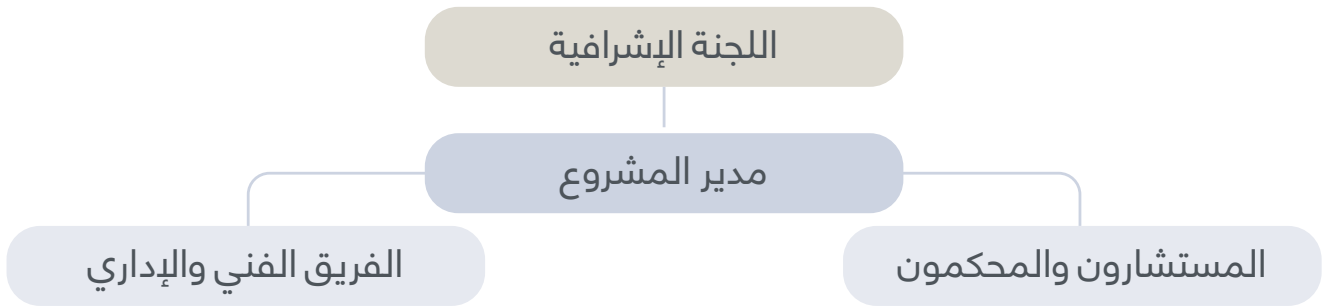 اللجنة الإشرافية
مدير المشروع
المستشارون والمحكمون
الفريق الفني والإداري